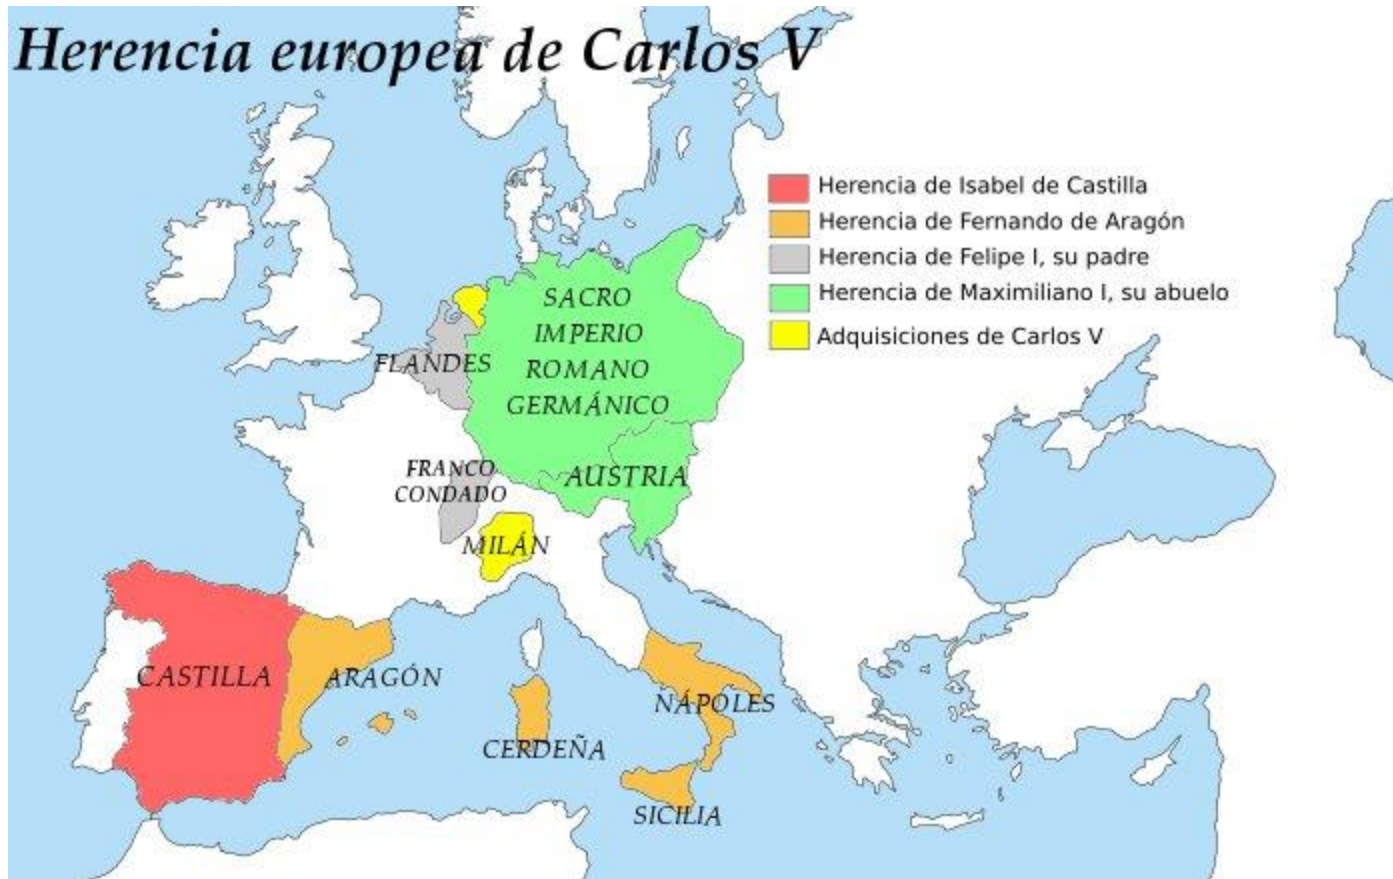 Herencia europea de Carlos V
Herencia de Isabel de Castilla
Herencia de Fernando de Aragón
Herencia de Felipe I, su padre
Herencia de Maximiliano I, su abuelo
Adquisiciones de Carlos V
SACRO
IMPERIO
ROMANO
GERMÁNICO
FLANDES
AUSTRIA
FRANCO
CONDADO
MILÁN
CASTILLA
ARAGÓN
NÁPOLES
CERDEÑA
SICILIA